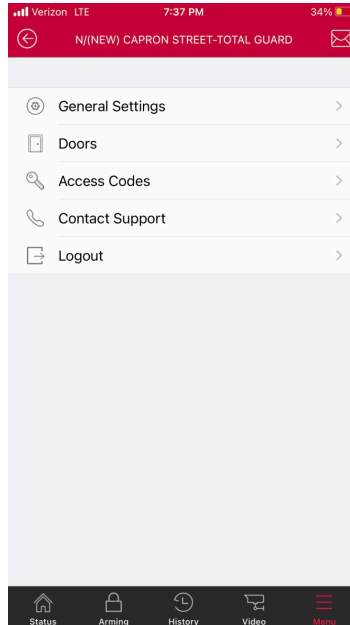 Verizon LTE 7:37 PM 34%
N/(NEW) CAPRON STREET-TOTAL GUARD
General Settings
Doors
Access Codes
Contact Support
Logout
Status Arming History Video Menu